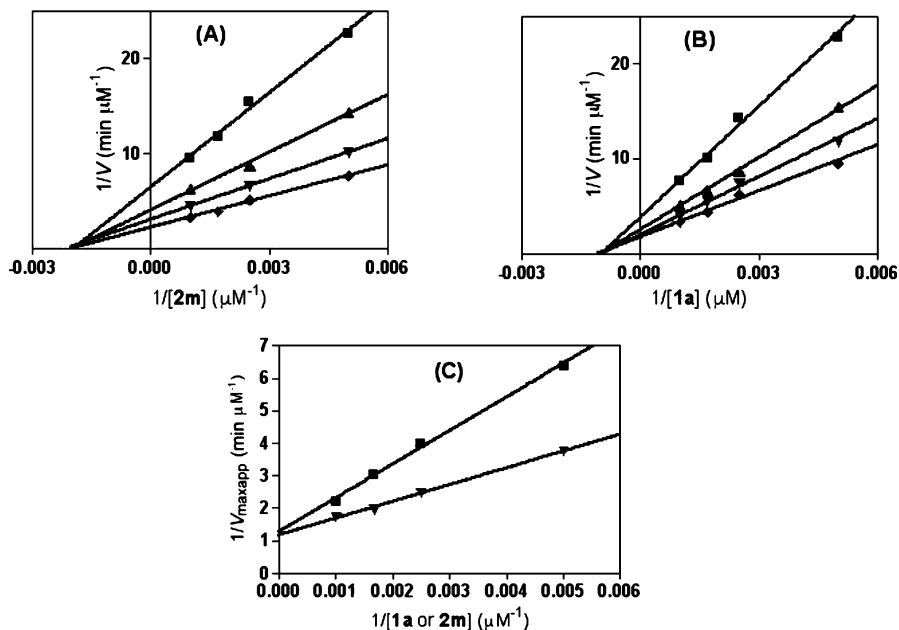 (A)
20
10
1/V (min µM⁻¹)
-0.003 0.000 0.003 0.006
1/[2m] (µM⁻¹)
(B)
20
10
1/V (min µM⁻¹)
-0.003 0.000 0.003 0.006
1/[1a] (µM)
(C)
7
6
5
4
3
2
1
0
1/Vmaxapp (min µM⁻¹)
0.000 0.001 0.002 0.003 0.004 0.005 0.006
1/[1a or 2m] (µM⁻¹)